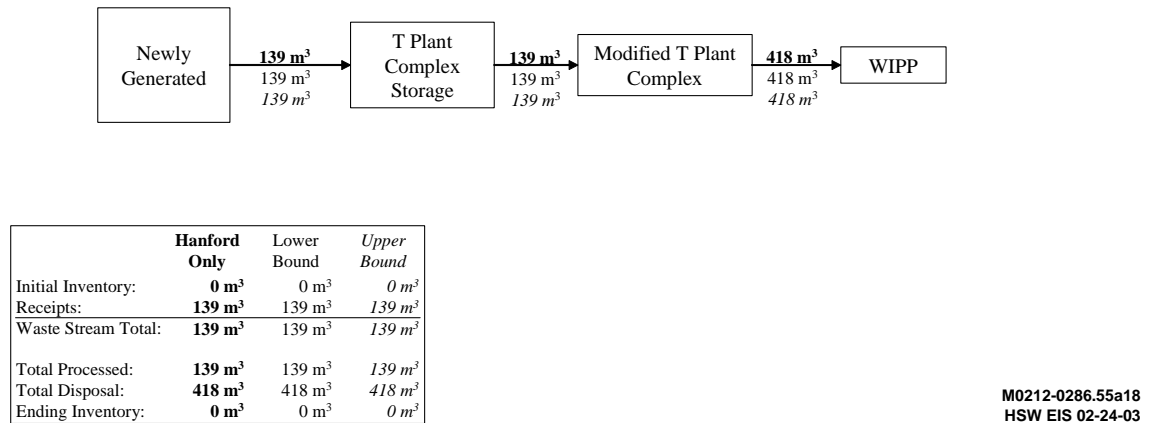 Newly
Generated
139 m³
139 m³
139 m³
T Plant
Complex
Storage
139 m³
139 m³
139 m³
Modified T Plant
Complex
418 m³
418 m³
418 m³
WIPP
Hanford Only Lower Bound Upper Bound
Initial Inventory: 0 m³ 0 m³ 0 m³
Receipts: 139 m³ 139 m³ 139 m³
Waste Stream Total: 139 m³ 139 m³ 139 m³
Total Processed: 139 m³ 139 m³ 139 m³
Total Disposal: 418 m³ 418 m³ 418 m³
Ending Inventory: 0 m³ 0 m³ 0 m³
M0212-0286.55a18
HSW EIS 02-24-03